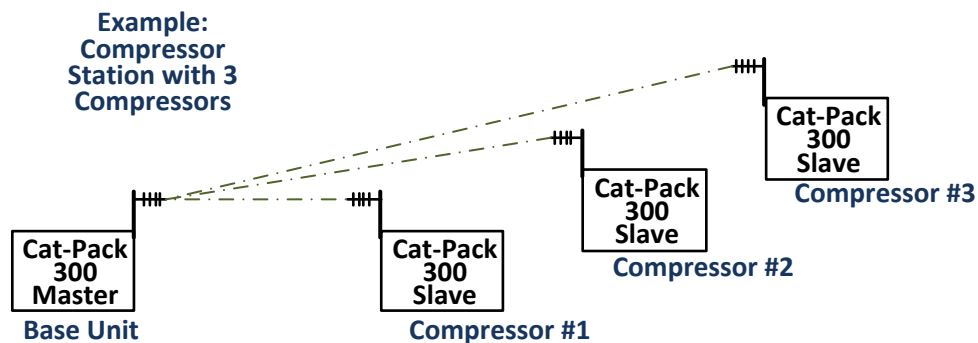 Example:
Compressor
Station with 3
Compressors
Cat-Pack
300
Slave
Compressor #3
Cat-Pack
300
Slave
Compressor #2
Cat-Pack
300
Master
Base Unit
Cat-Pack
300
Slave
Compressor #1